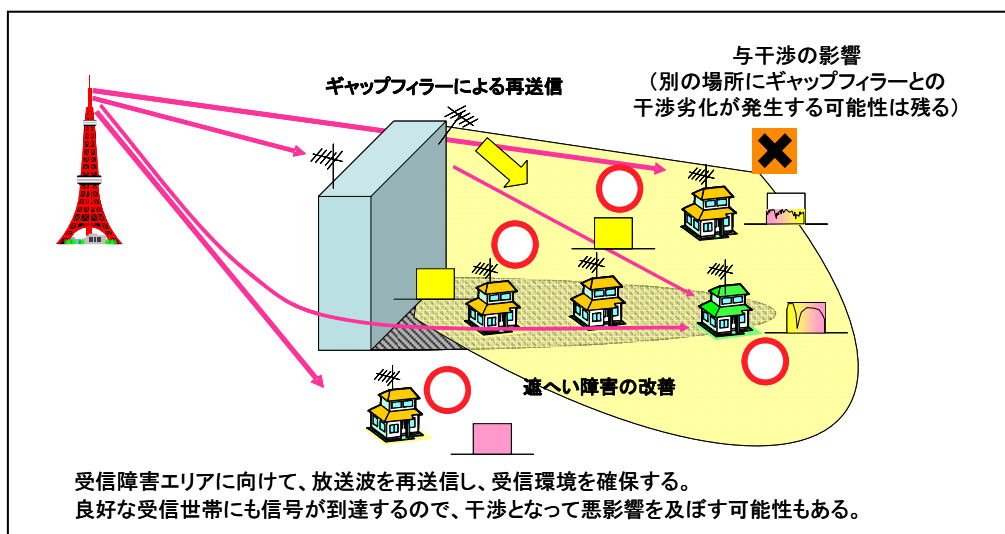 与干渉の影響
(別の場所にギャップフィラーとの
干渉劣化が発生する可能性は残る)
ギャップフィラーによる再送信
遮へい障害の改善
受信障害エリアに向けて、放送波を再送信し、受信環境を確保する。
良好な受信世帯にも信号が到達するので、干渉となって悪影響を及ぼす可能性もある。